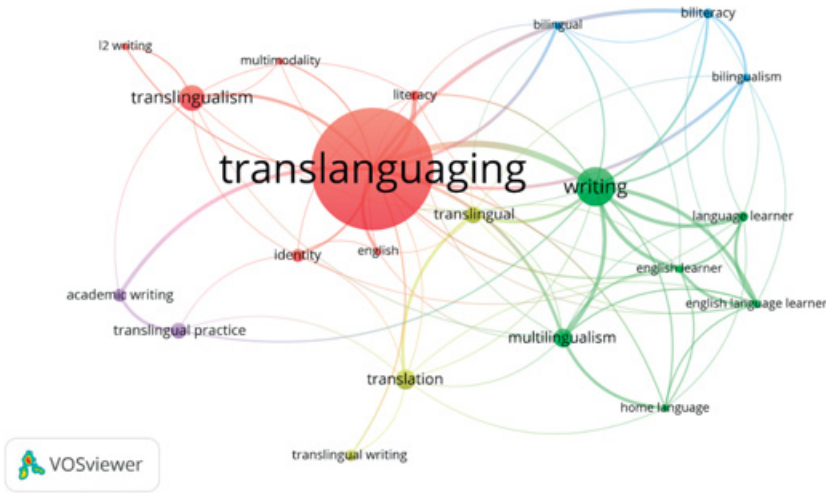 bilingual
biliteracy
l2 writing
multimodality
bilingualism
translingualism
literacy
translanguaging
writing
translingual
language learner
identity
english
english learner
academic writing
english language learner
translingual practice
multilingualism
translation
home language
translingual writing
VOSviewer